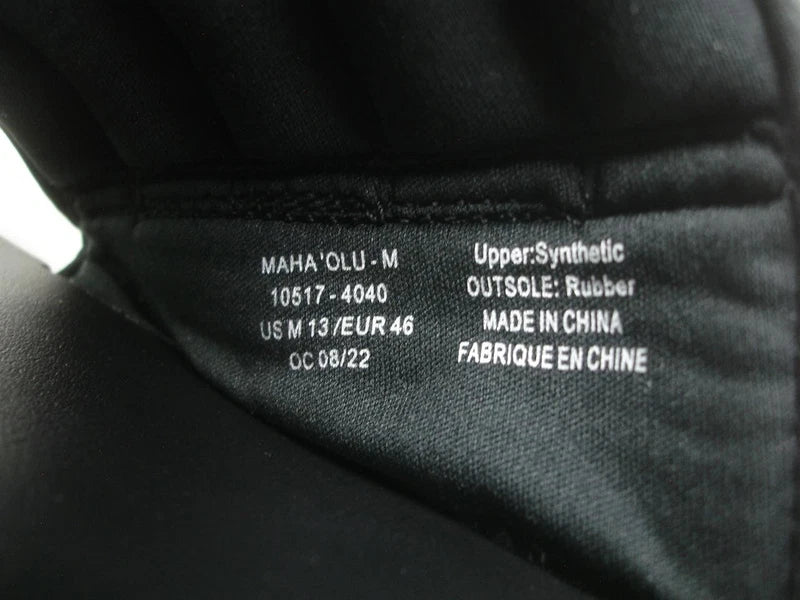 MAHA'OLU - M
10517 - 4040
US M 13 /EUR 46
OC 08/22
Upper:Synthetic
OUTSOLE: Rubber
MADE IN CHINA
FABRIQUE EN CHINE